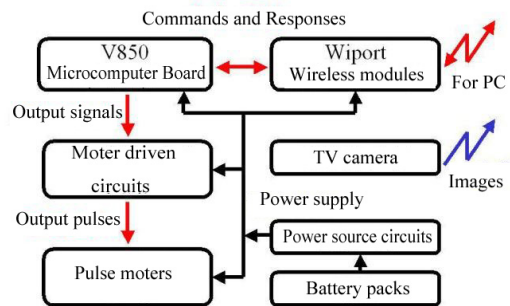 Commands and Responses
V850
Microcomputer Board
Wiport
Wireless modules
For PC
Output signals
Moter driven
circuits
TV camera
Images
Power supply
Output pulses
Power source circuits
Pulse moters
Battery packs